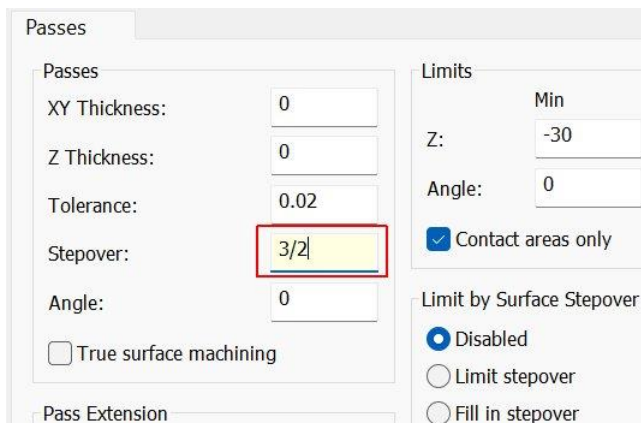 Passes
Passes
XY Thickness: 0
Z Thickness: 0
Tolerance: 0.02
Stepover: 3/2
Angle: 0
True surface machining
Pass Extension
Limits
Min
Z: -30
Angle: 0
Contact areas only
Limit by Surface Stepover
Disabled
Limit stepover
Fill in stepover